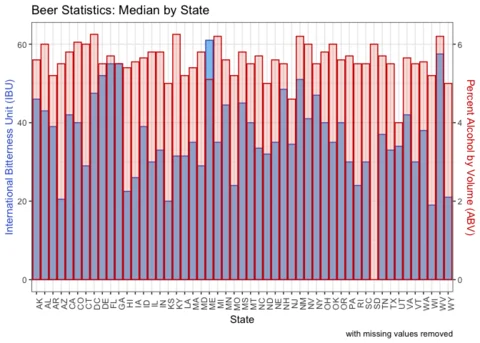 Beer Statistics: Median by State
International Bitterness Unit (IBU)
60
40
20
0
6
4
2
0
Percent Alcohol by Volume (ABV)
AK AL AR AZ CA CO CT DC DE FL GA HI IA ID IL IN KS KY LA MA MD ME MI MN MO MS MT NC ND NE NH NJ NM NV NY OH OK OR PA RI SC SD TN TX UT VA VT WA WI WV WY
State
with missing values removed